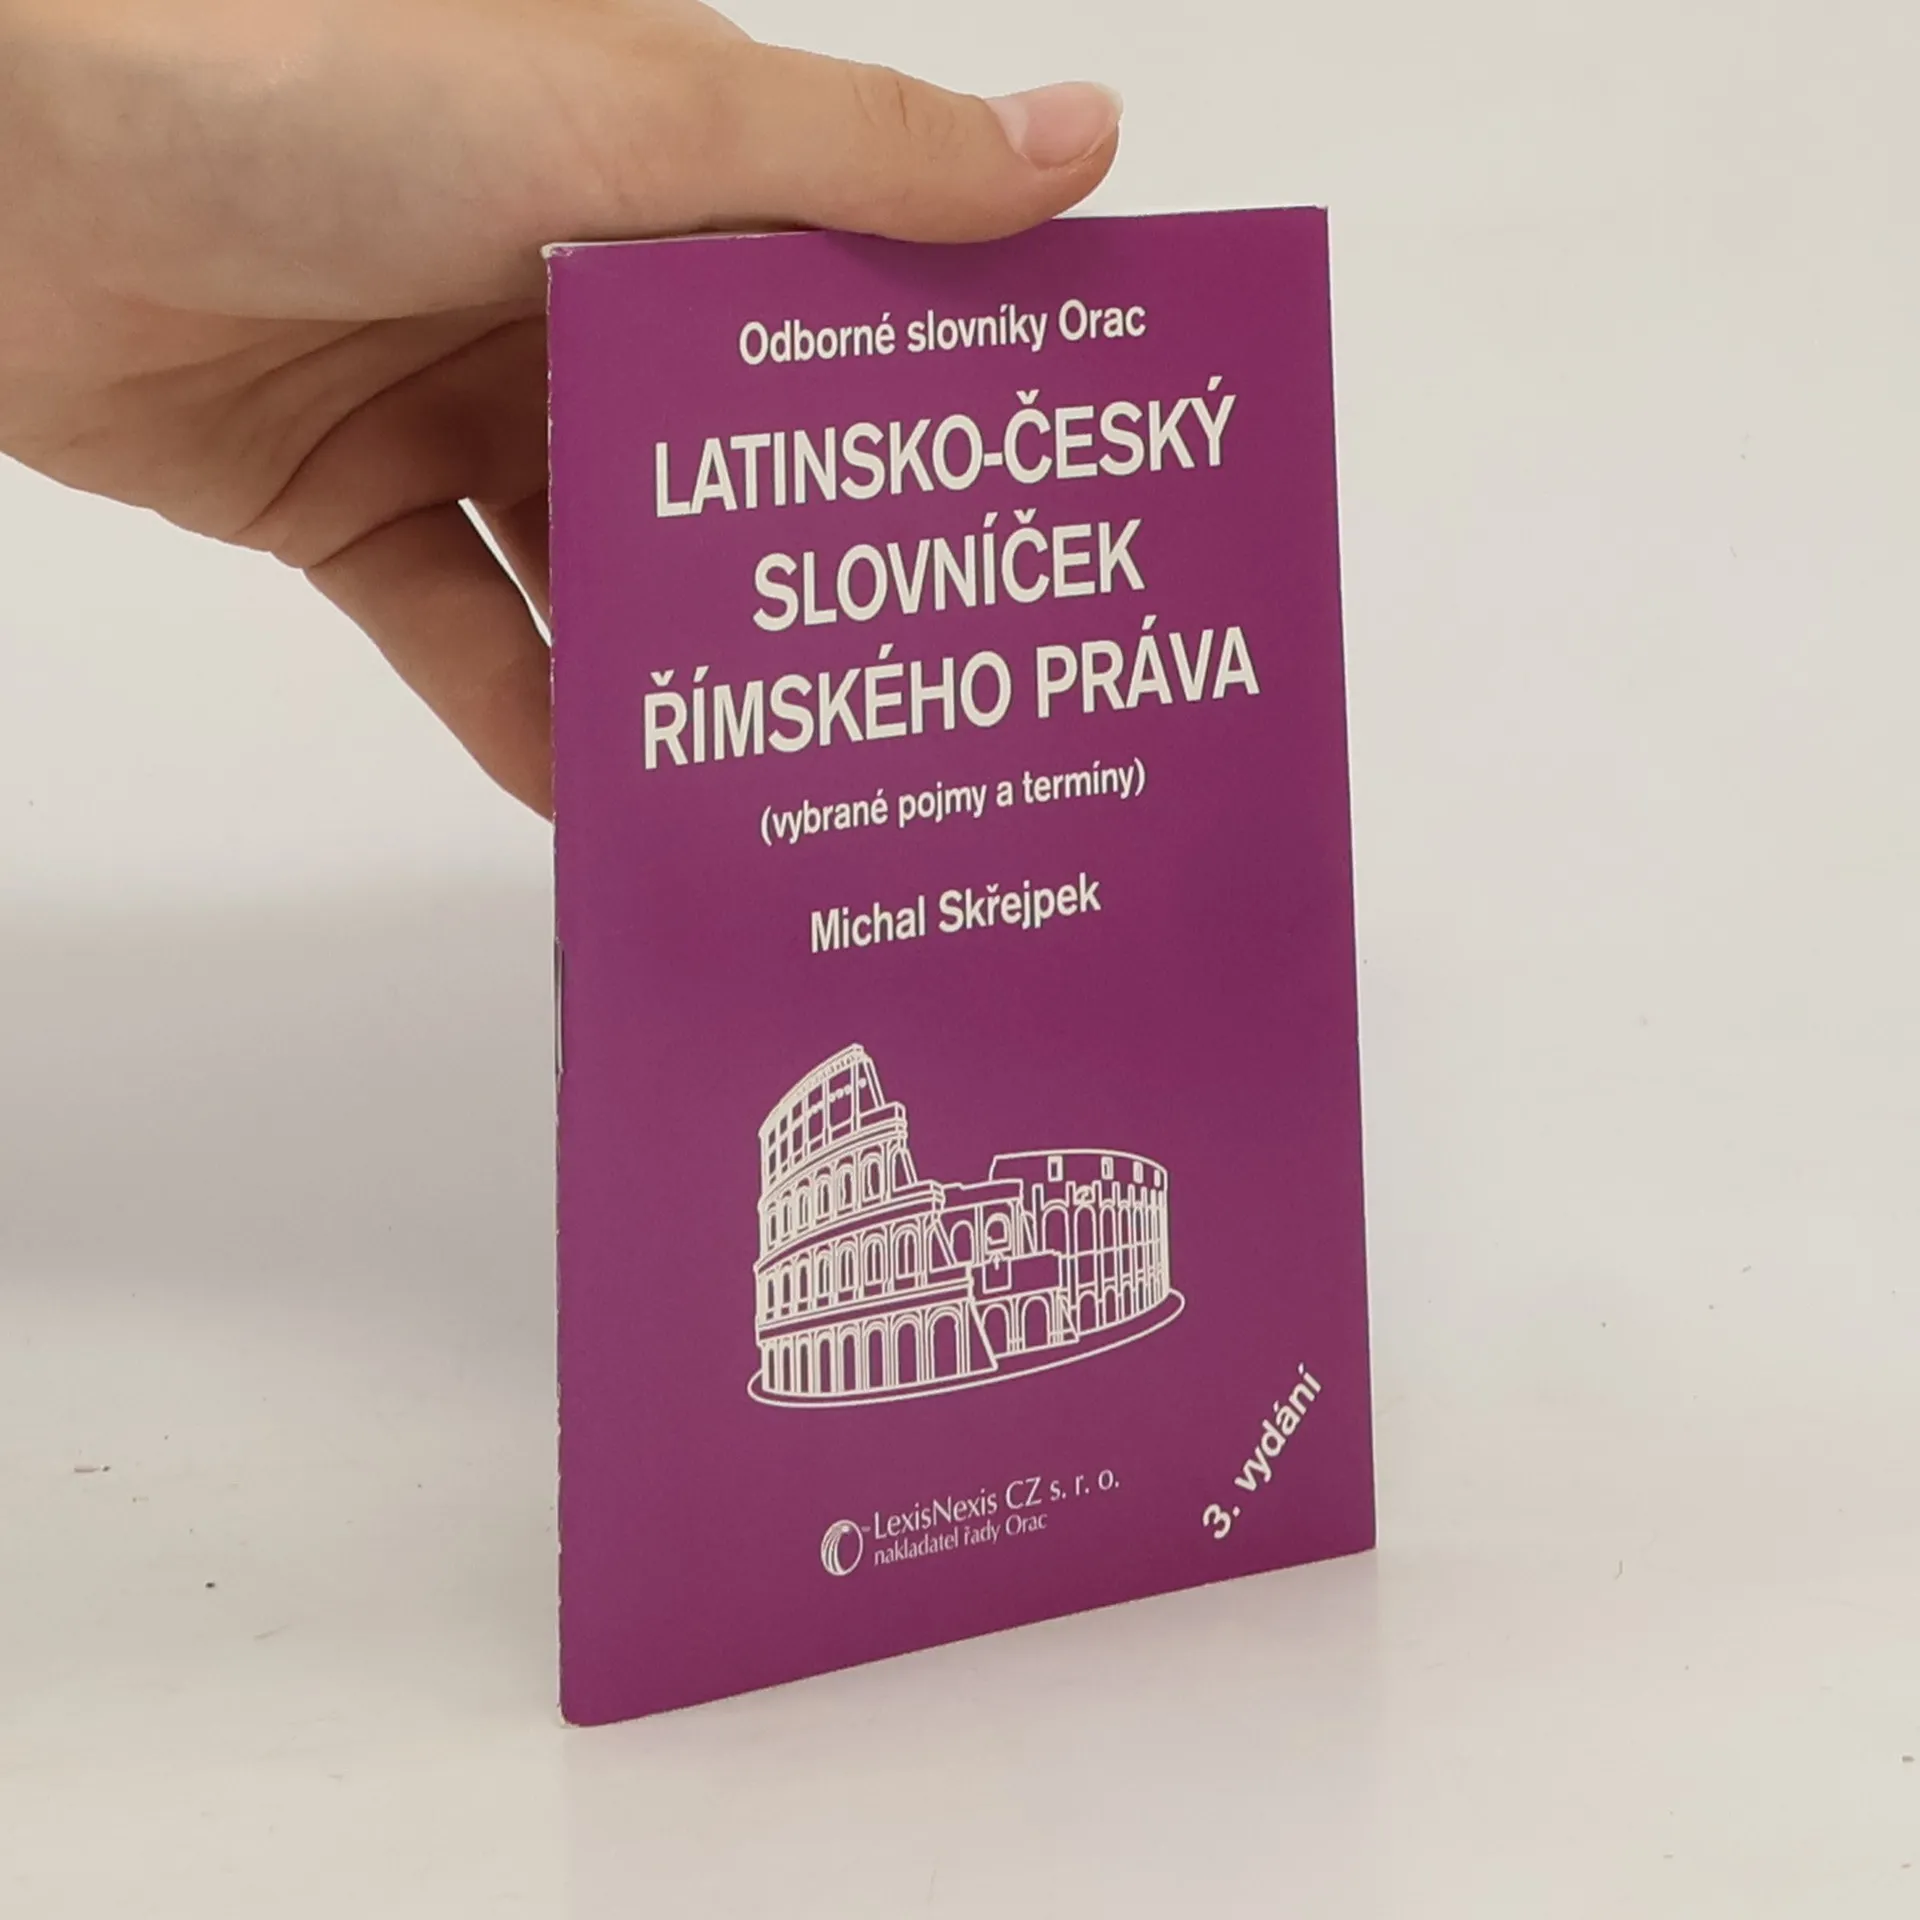 Odborné slovníky Orac
LATINSKO-ČESKÝ
SLOVNÍČEK
ŘÍMSKÉHO PRÁVA
(vybrané pojmy a termíny)
Michal Skřejpek
3. vydání
LexisNexis CZ s. r. o.
nakladatel řady Orac